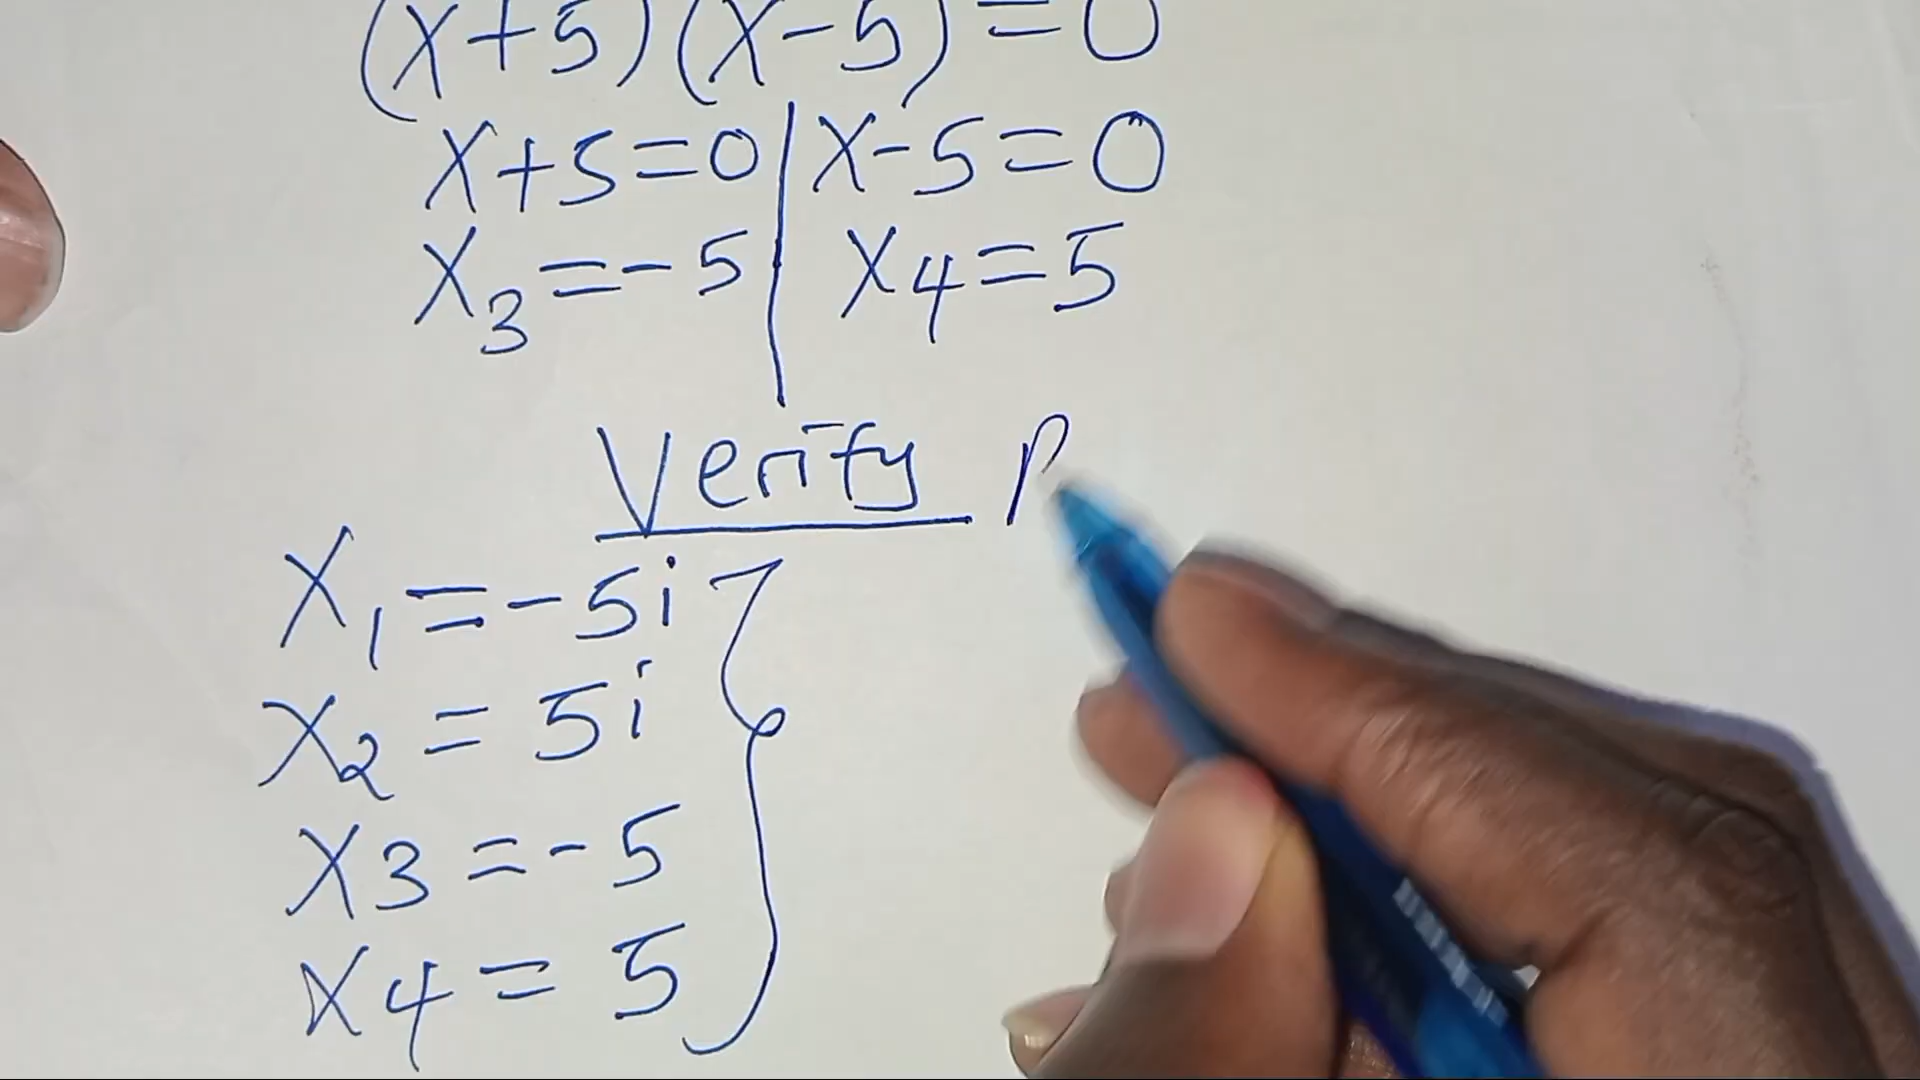 (x+5)(x-5)=0
x+5=0 | x-5=0
x₃=-5 | x₄=5
Verify P
x₁=-5i
x₂=5i
x3=-5
x4=5